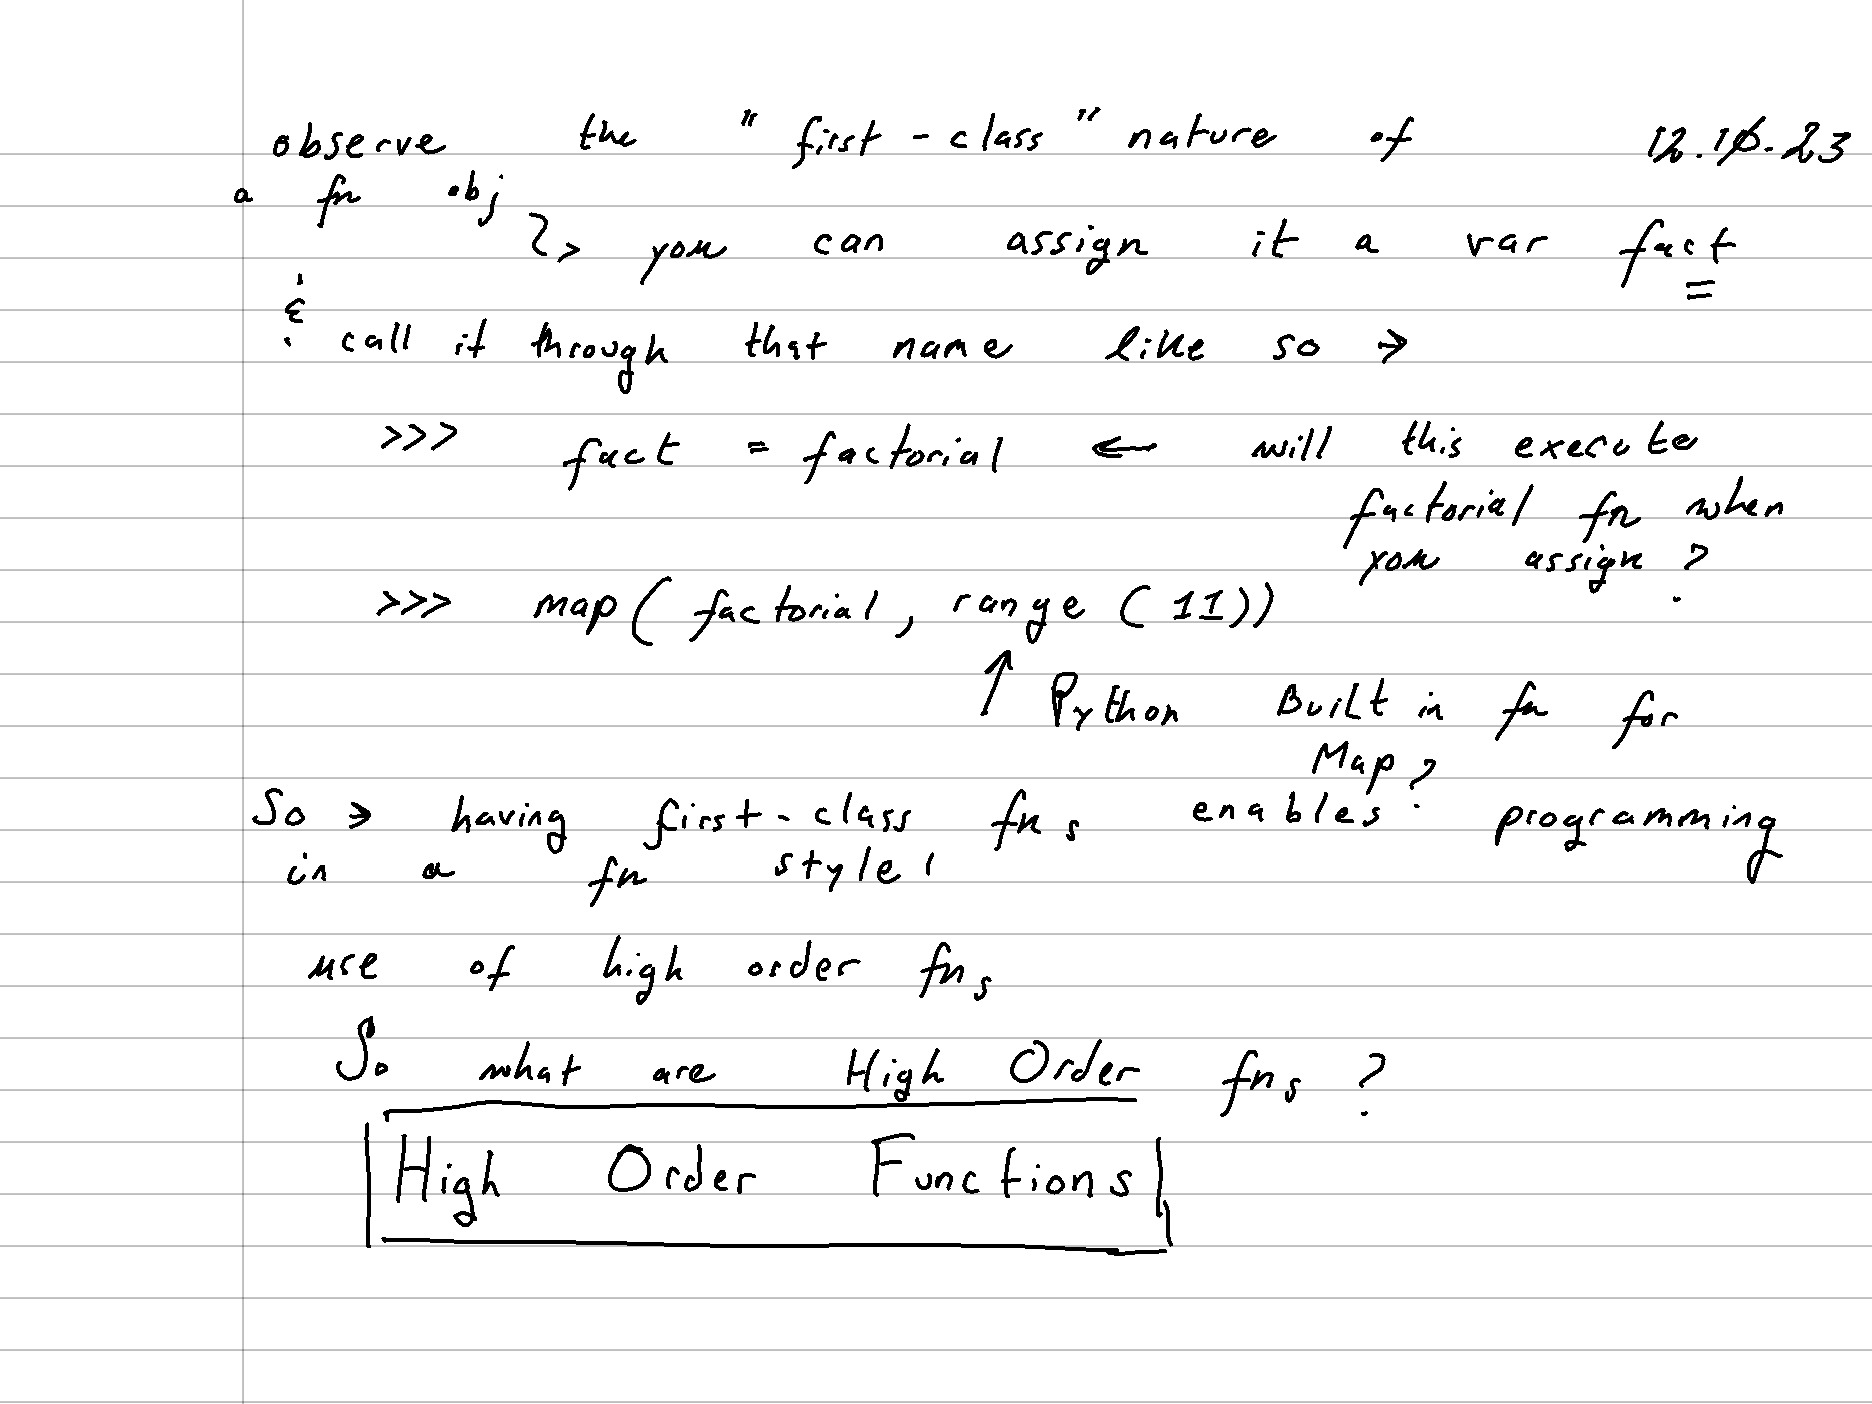 observe the "first-class" nature of 12.10.23
a fn obj
↳ you can assign it a var fact
& call it through that name like so →
>>> fact = factorial ← will this execute
factorial fn when
you assign?
>>> map( factorial, range (11))
↑ Python Built in fn for
Map?
So → having first-class fns enables programming
in a fn style!
use of high order fns
So what are High Order fns?
High Order Functions